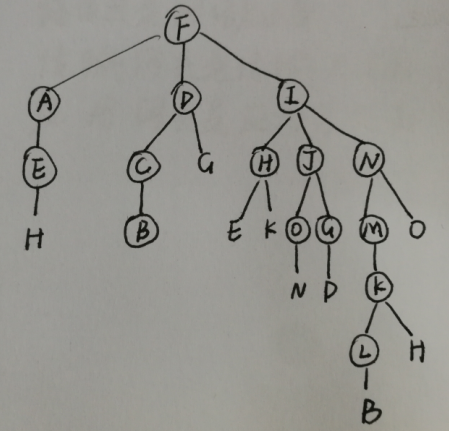 F
A D I
E C G H J N
H B E K O G M O
N D K
L H
B